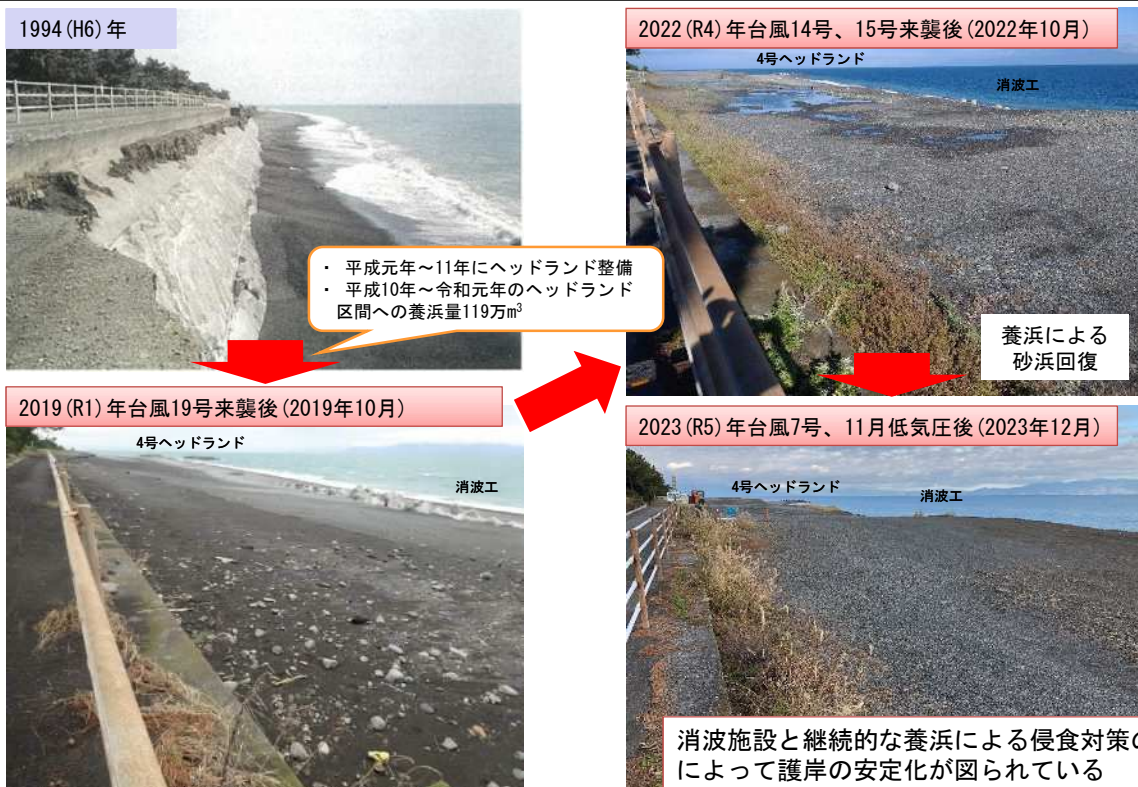 1994(H6)年
・ 平成元年～11年にヘッドランド整備
・ 平成10年～令和元年のヘッドランド
区間への養浜量119万m³
2019(R1)年台風19号来襲後(2019年10月)
4号ヘッドランド
消波工
2022(R4)年台風14号、15号来襲後(2022年10月)
4号ヘッドランド
消波工
養浜による
砂浜回復
2023(R5)年台風7号、11月低気圧後(2023年12月)
4号ヘッドランド
消波工
消波施設と継続的な養浜による侵食対策の
によって護岸の安定化が図られている